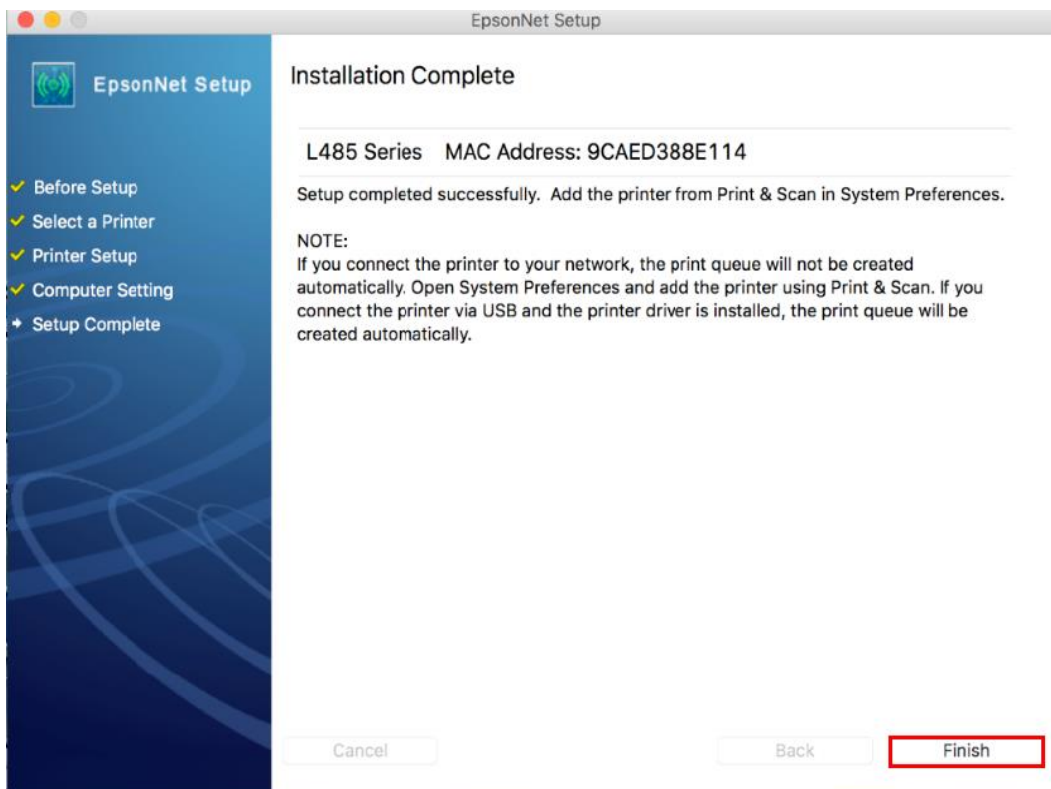 EpsonNet Setup
EpsonNet Setup
Before Setup
Select a Printer
Printer Setup
Computer Setting
Setup Complete
Installation Complete
L485 Series MAC Address: 9CAED388E114
Setup completed successfully. Add the printer from Print & Scan in System Preferences.
NOTE:
If you connect the printer to your network, the print queue will not be created
automatically. Open System Preferences and add the printer using Print & Scan. If you
connect the printer via USB and the printer driver is installed, the print queue will be
created automatically.
Cancel
Back
Finish